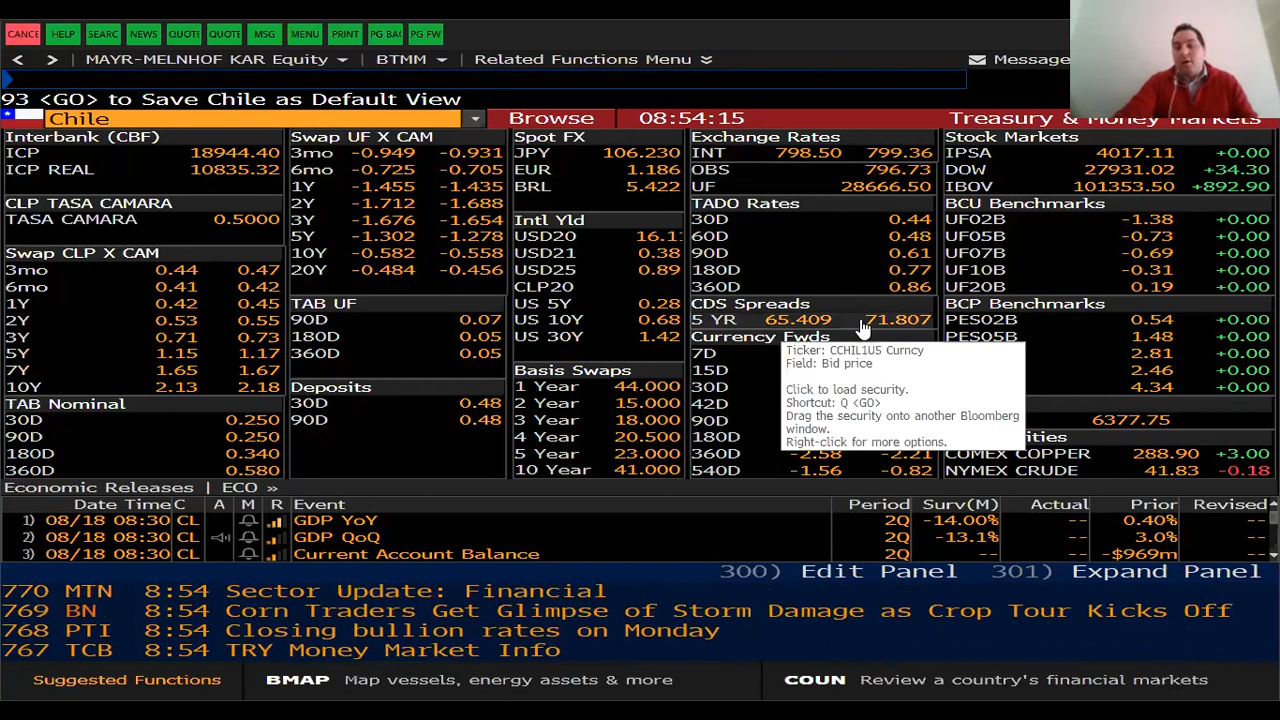 CANCE HELP SEARC NEWS QUOTE QUOTE MSG MENU PRINT PG BAC PG FW
< > MAYR-MELNHOF KAR Equity BTMM Related Functions Menu Message
93 <GO> to Save Chile as Default View
Chile Browse 08:54:15 Treasury & Money Markets
Interbank (CBF)
ICP 18944.40
ICP REAL 10835.32
CLP TASA CAMARA
TASA CAMARA 0.5000
Swap CLP X CAM
3mo 0.44 0.47
6mo 0.41 0.42
1Y 0.42 0.45
2Y 0.53 0.55
3Y 0.71 0.73
5Y 1.15 1.17
7Y 1.65 1.67
10Y 2.13 2.18
TAB Nominal
30D 0.250
90D 0.250
180D 0.340
360D 0.580
Swap UF X CAM
3mo -0.949 -0.931
6mo -0.725 -0.705
1Y -1.455 -1.435
2Y -1.712 -1.688
3Y -1.676 -1.654
5Y -1.302 -1.278
10Y -0.582 -0.558
20Y -0.484 -0.456
TAB UF
90D 0.07
180D 0.05
360D 0.05
Deposits
30D 0.48
90D 0.48
Spot FX
JPY 106.230
EUR 1.186
BRL 5.422
Intl Yld
USD20 16.11
USD21 0.38
USD25 0.89
CLP20
US 5Y 0.28
US 10Y 0.68
US 30Y 1.42
Basis Swaps
1 Year 44.000
2 Year 15.000
3 Year 18.000
4 Year 20.500
5 Year 23.000
10 Year 41.000
Exchange Rates
INT 798.50 799.36
OBS 796.73
UF 28666.50
TADO Rates
30D 0.44
60D 0.48
90D 0.61
180D 0.77
360D 0.86
CDS Spreads
5 YR 65.409 71.807
Currency Fwds
7D
15D
30D
42D
90D
180D
360D -2.58 -2.21
540D -1.56 -0.82
Ticker: CCHIL1U5 Curncy
Field: Bid price
Click to load security.
Shortcut: Q <GO>
Drag the security onto another Bloomberg
window.
Right-click for more options.
Stock Markets
IPSA 4017.11 +0.00
DOW 27931.02 +34.30
IBOV 101353.50 +892.90
BCU Benchmarks
UF02B -1.38 +0.00
UF05B -0.73 +0.00
UF07B -0.69 +0.00
UF10B -0.31 +0.00
UF20B 0.19 +0.00
BCP Benchmarks
PES02B 0.54 +0.00
PES05B 1.48 +0.00
2.81 +0.00
2.46 +0.00
4.34 +0.00
6377.75
COMEX COPPER 288.90 +3.00
NYMEX CRUDE 41.83 -0.18
Economic Releases | ECO »
Date Time C A M R Event Period Surv(M) Actual Prior Revised
1) 08/18 08:30 CL GDP YoY 2Q -14.00% -- 0.40% --
2) 08/18 08:30 CL GDP QoQ 2Q -13.1% -- 3.0% --
3) 08/18 08:30 CL Current Account Balance 2Q -- -- -$969m --
300) Edit Panel 301) Expand Panel
770 MTN 8:54 Sector Update: Financial
769 BN 8:54 Corn Traders Get Glimpse of Storm Damage as Crop Tour Kicks Off
768 PTI 8:54 Closing bullion rates on Monday
767 TCB 8:54 TRY Money Market Info
Suggested Functions BMAP Map vessels, energy assets & more COUN Review a country's financial markets